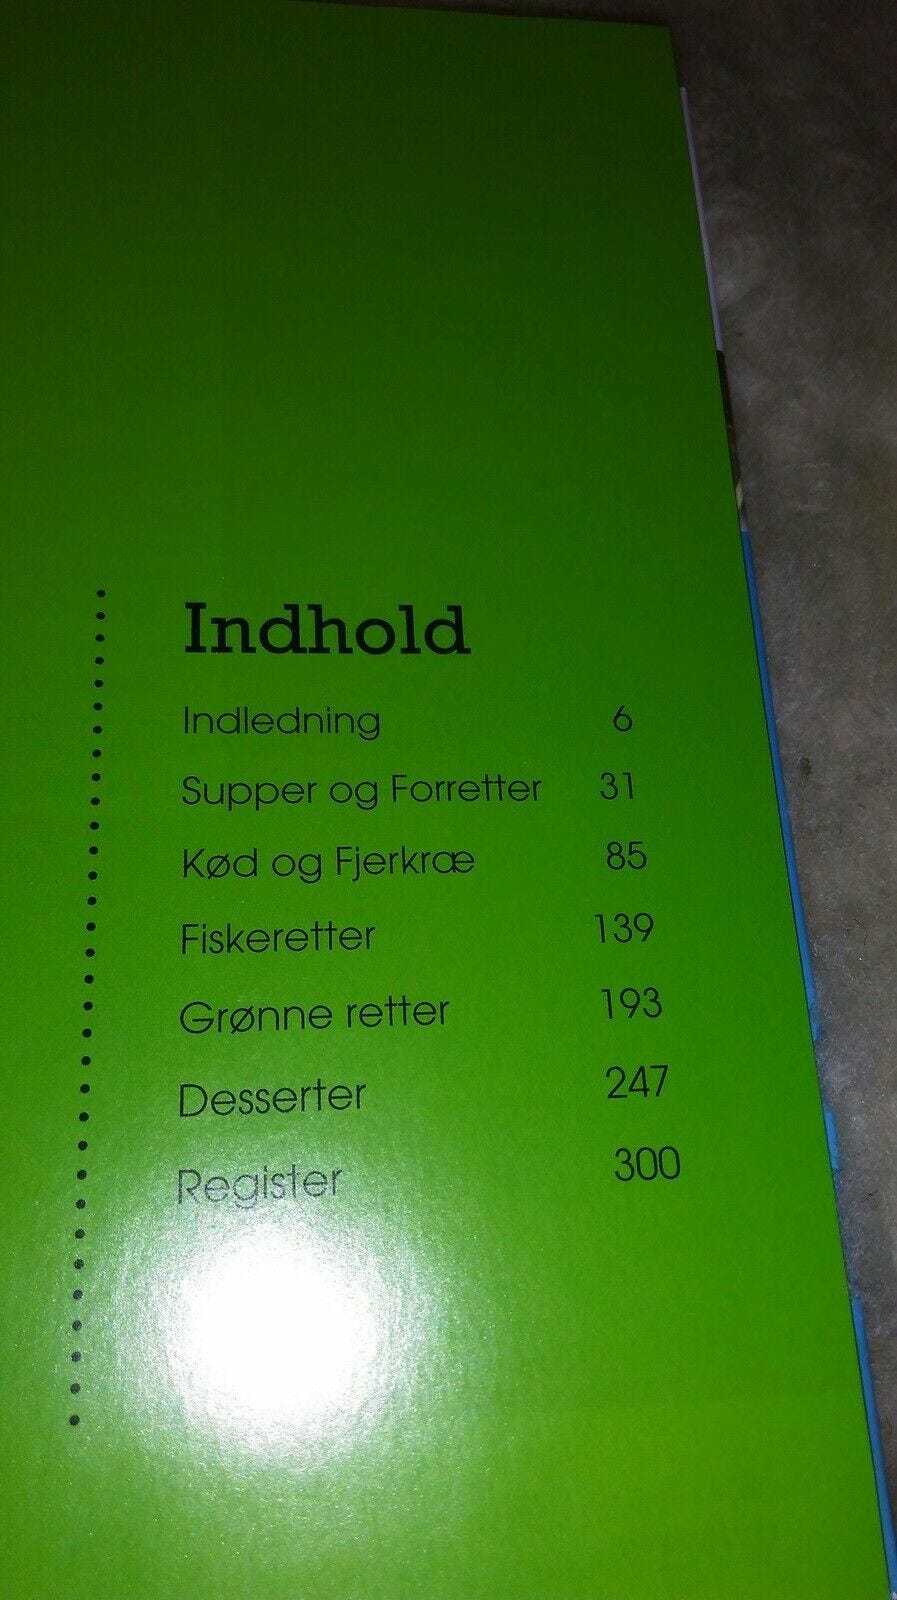 Indhold
Indledning 6
Supper og Forretter 31
Kød og Fjerkræ 85
Fiskeretter 139
Grønne retter 193
Desserter 247
Register 300